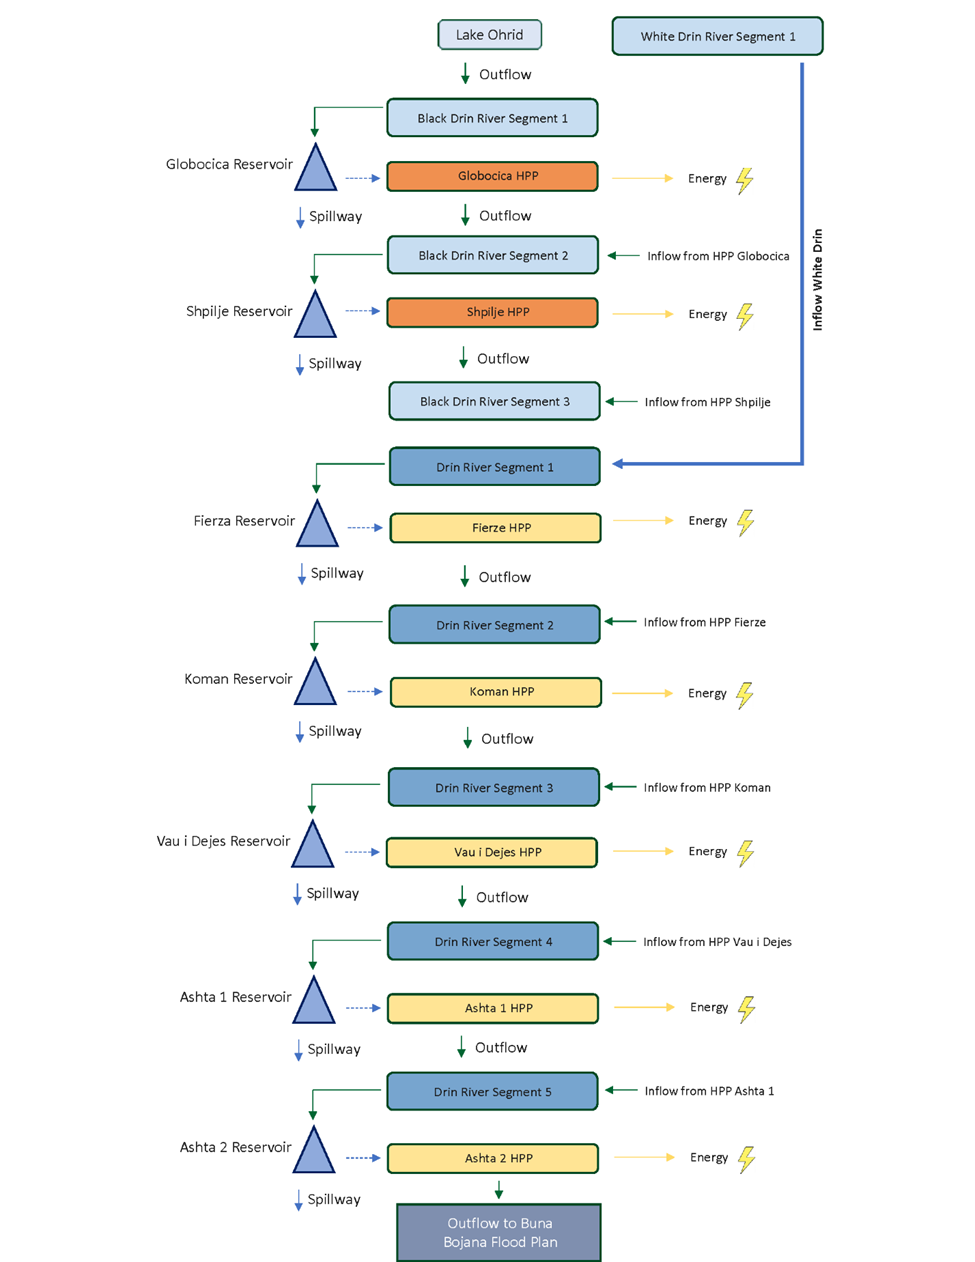 Lake Ohrid
White Drin River Segment 1
Outflow
Black Drin River Segment 1
Globocica Reservoir
Globocica HPP
Energy
Spillway
Outflow
Inflow White Drin
Black Drin River Segment 2
Inflow from HPP Globocica
Shpilje Reservoir
Shpilje HPP
Energy
Spillway
Outflow
Black Drin River Segment 3
Inflow from HPP Shpilje
Drin River Segment 1
Fierza Reservoir
Fierze HPP
Energy
Spillway
Outflow
Drin River Segment 2
Inflow from HPP Fierze
Koman Reservoir
Koman HPP
Energy
Spillway
Outflow
Drin River Segment 3
Inflow from HPP Koman
Vau i Dejes Reservoir
Vau i Dejes HPP
Energy
Spillway
Outflow
Drin River Segment 4
Inflow from HPP Vau i Dejes
Ashta 1 Reservoir
Ashta 1 HPP
Energy
Spillway
Outflow
Drin River Segment 5
Inflow from HPP Ashta 1
Ashta 2 Reservoir
Ashta 2 HPP
Energy
Spillway
Outflow to Buna
Bojana Flood Plan